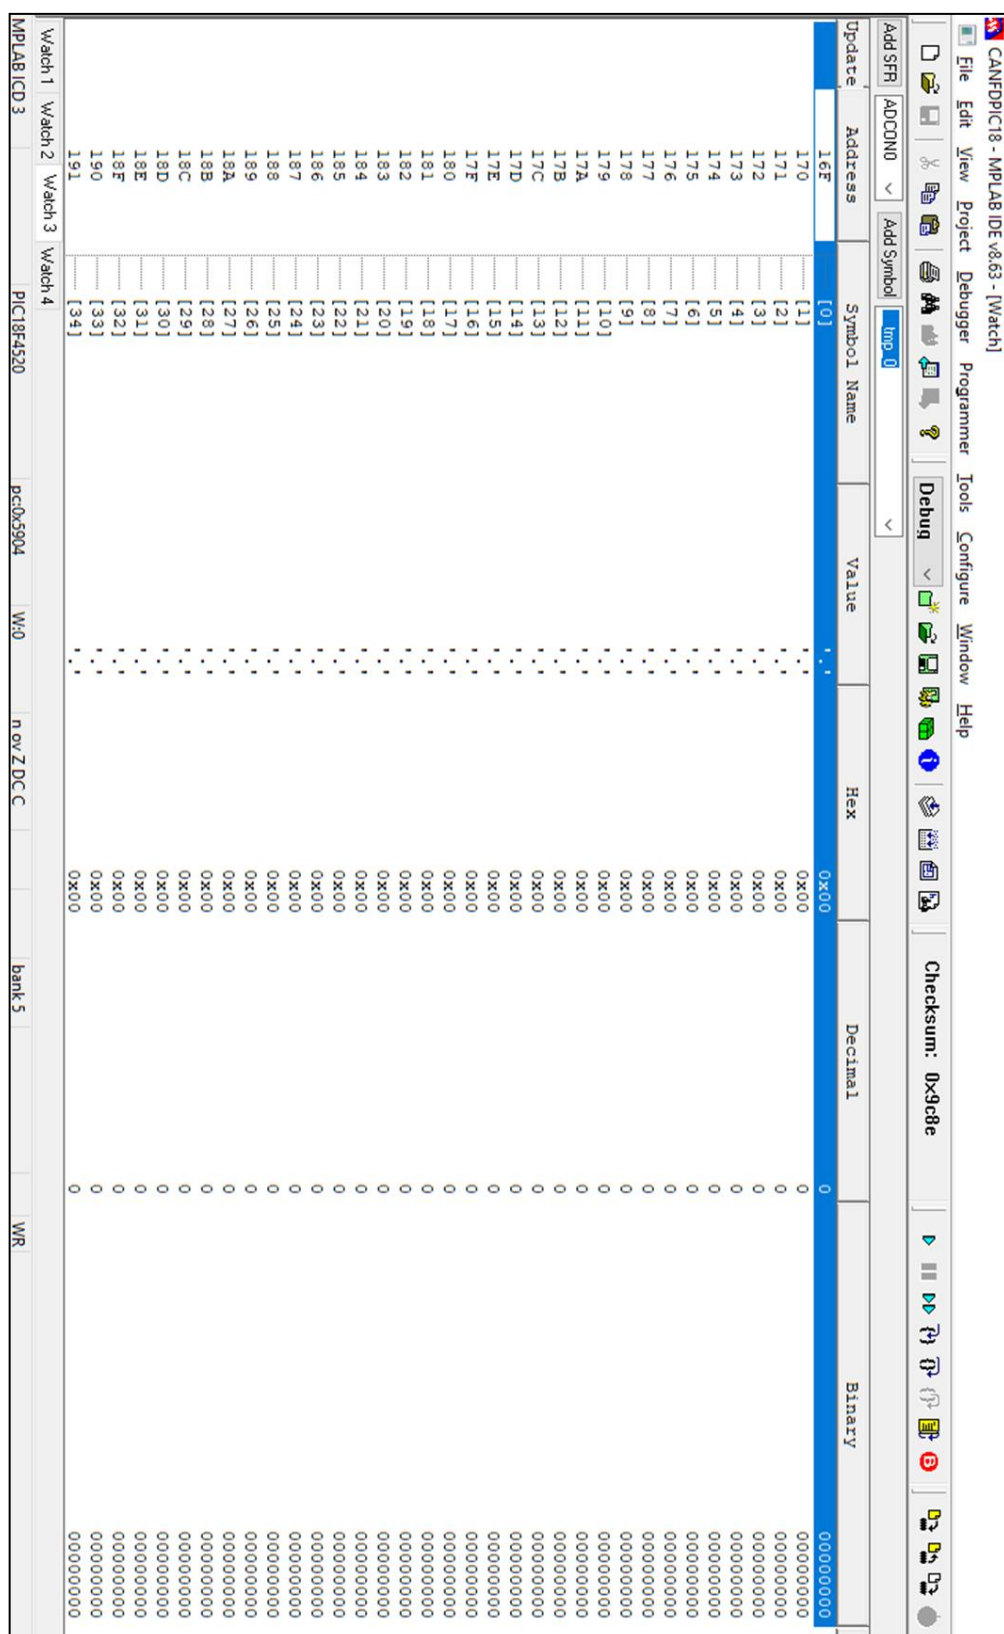 CANFDPIC18 - MPLAB IDE v8.63 - [Watch]
File Edit View Project Debugger Programmer Tools Configure Window Help
Debug Checksum: 0x9c8e
Add SFR ADCON0 Add Symbol __tmp_0
Update Address Symbol Name Value Hex Decimal Binary
16F [0] '.' 0x00 0 00000000
170 [1] '.' 0x00 0 00000000
171 [2] '.' 0x00 0 00000000
172 [3] '.' 0x00 0 00000000
173 [4] '.' 0x00 0 00000000
174 [5] '.' 0x00 0 00000000
175 [6] '.' 0x00 0 00000000
176 [7] '.' 0x00 0 00000000
177 [8] '.' 0x00 0 00000000
178 [9] '.' 0x00 0 00000000
179 [10] '.' 0x00 0 00000000
17A [11] '.' 0x00 0 00000000
17B [12] '.' 0x00 0 00000000
17C [13] '.' 0x00 0 00000000
17D [14] '.' 0x00 0 00000000
17E [15] '.' 0x00 0 00000000
17F [16] '.' 0x00 0 00000000
180 [17] '.' 0x00 0 00000000
181 [18] '.' 0x00 0 00000000
182 [19] '.' 0x00 0 00000000
183 [20] '.' 0x00 0 00000000
184 [21] '.' 0x00 0 00000000
185 [22] '.' 0x00 0 00000000
186 [23] '.' 0x00 0 00000000
187 [24] '.' 0x00 0 00000000
188 [25] '.' 0x00 0 00000000
189 [26] '.' 0x00 0 00000000
18A [27] '.' 0x00 0 00000000
18B [28] '.' 0x00 0 00000000
18C [29] '.' 0x00 0 00000000
18D [30] '.' 0x00 0 00000000
18E [31] '.' 0x00 0 00000000
18F [32] '.' 0x00 0 00000000
190 [33] '.' 0x00 0 00000000
191 [34] '.' 0x00 0 00000000
Watch 1 Watch 2 Watch 3 Watch 4
MPLAB ICD 3 PIC18F4520 pc:0x5904 W:0 n ov Z DC C bank 5 WR